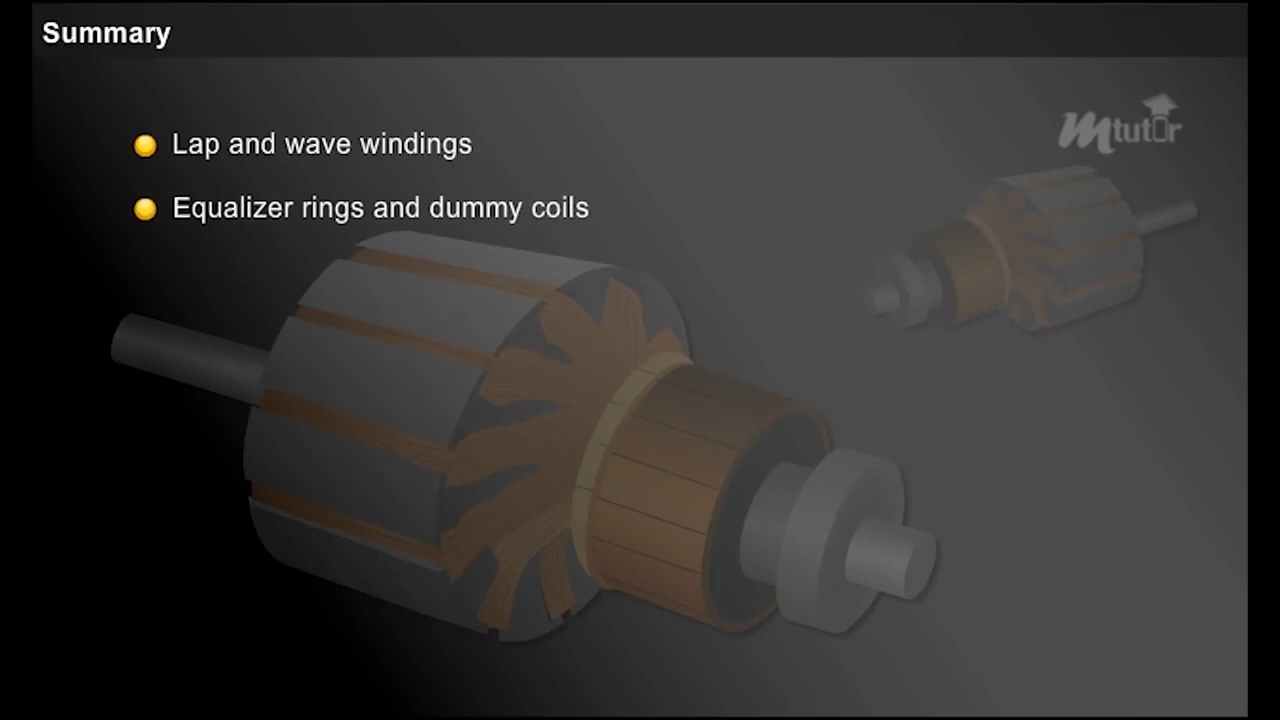 Summary
mtutor
Lap and wave windings
Equalizer rings and dummy coils